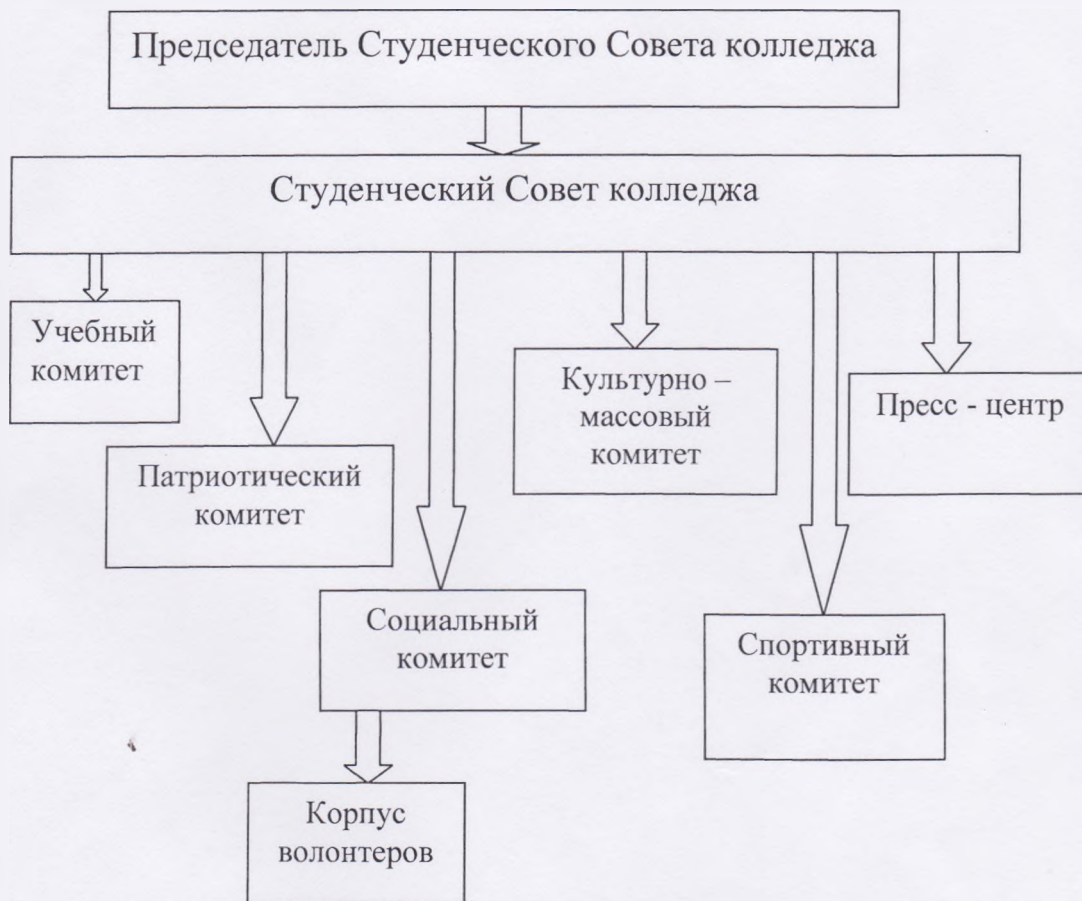 Председатель Студенческого Совета колледжа
Студенческий Совет колледжа
Учебный
комитет
Патриотический
комитет
Социальный
комитет
Корпус
волонтеров
Культурно –
массовый
комитет
Спортивный
комитет
Пресс - центр